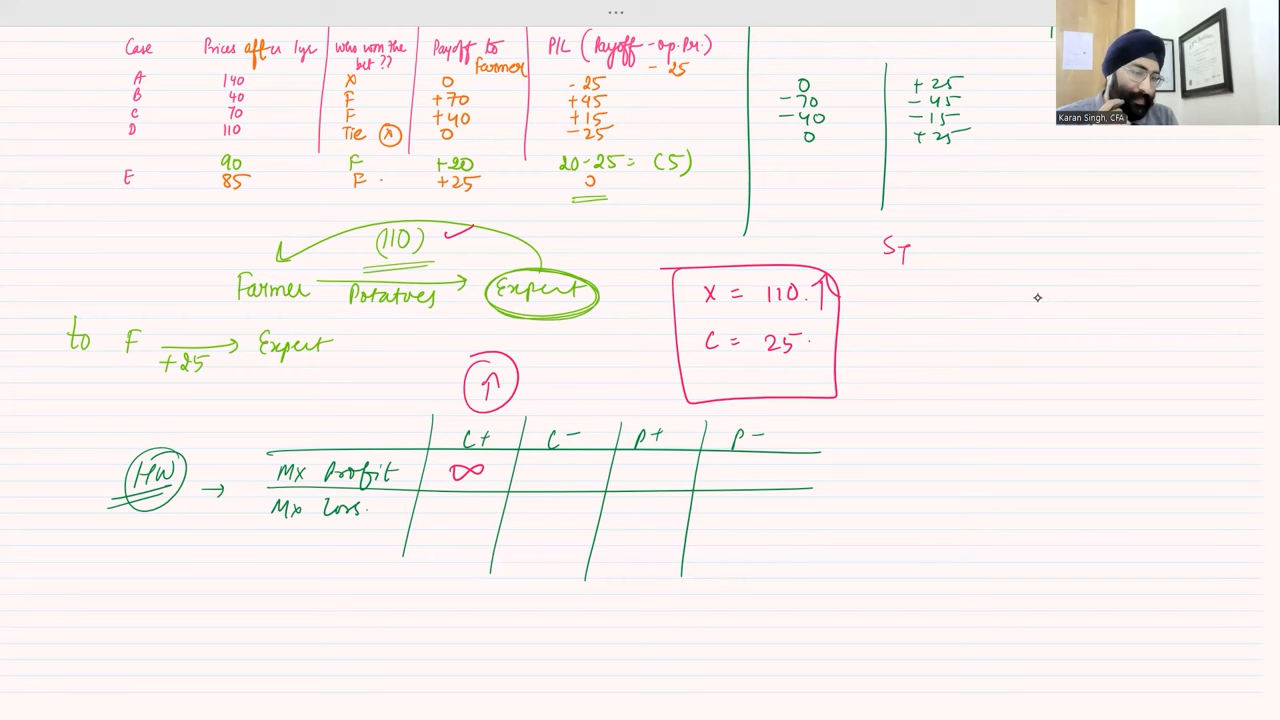 Case Prices after 1yr Who won the bet ?? Payoff to Farmer P/L (Payoff - Op. Pr.)
- 25
A 140 X 0 - 25 0 + 25
B 40 F +70 +45 - 70 - 45
C 70 F +40 +15 - 40 - 15
D 110 Tie X 0 - 25 0 + 25
90 F +20 20 - 25 = (5)
E 85 F +25 0
(110)
ST
Farmer Potatoes Expert
X = 110 ↑
to F +25 → Expert
C = 25
↑
C+ C- P+ P-
HW → Mx Profit ∞
Mx Loss
Karan Singh, CFA